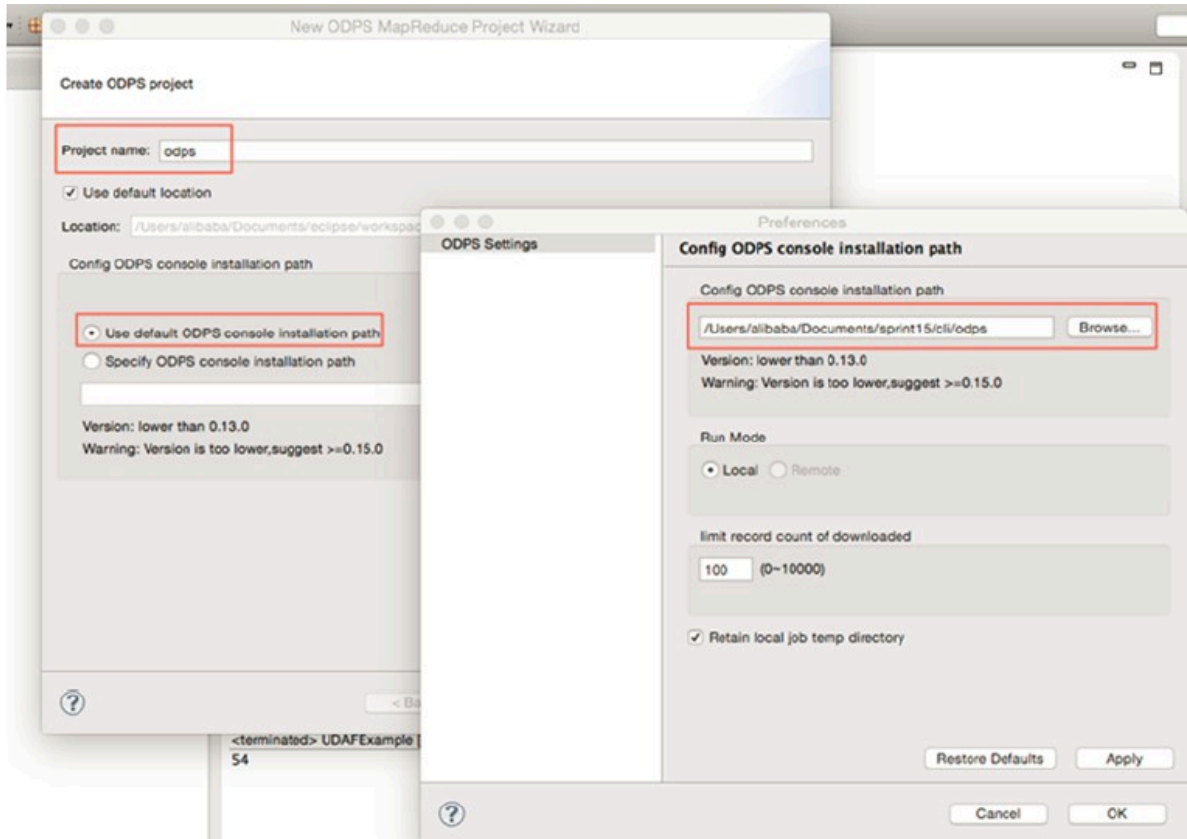 New ODPS MapReduce Project Wizard
Create ODPS project
Project name: odps
Use default location
Location: /Users/alibaba/Documents/eclipse/workspac
Config ODPS console installation path
Use default ODPS console installation path
Specify ODPS console installation path
Version: lower than 0.13.0
Warning: Version is too lower,suggest >=0.15.0
? < Ba
<terminated> UDAFExample [
54
Preferences
ODPS Settings
Config ODPS console installation path
Config ODPS console installation path
/Users/alibaba/Documents/sprint15/cli/odps Browse...
Version: lower than 0.13.0
Warning: Version is too lower,suggest >=0.15.0
Run Mode
Local Remote
limit record count of downloaded
100 (0~10000)
Retain local job temp directory
Restore Defaults Apply
? Cancel OK